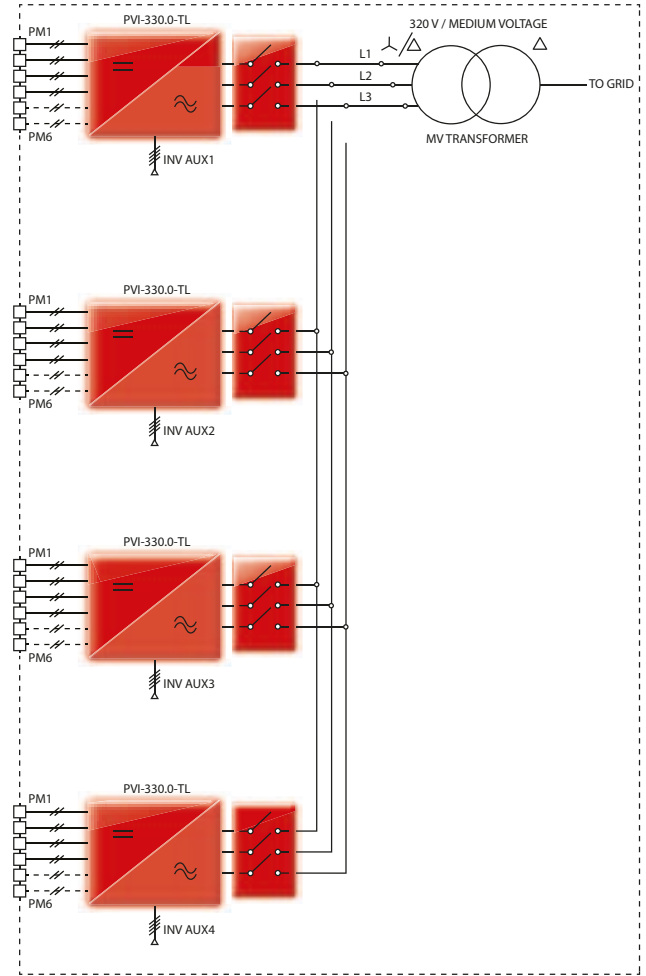 PVI-330.0-TL
320 V / MEDIUM VOLTAGE
PM1
L1
L2
L3
TO GRID
PM6
MV TRANSFORMER
INV AUX1
PVI-330.0-TL
PM1
PM6
INV AUX2
PVI-330.0-TL
PM1
PM6
INV AUX3
PVI-330.0-TL
PM1
PM6
INV AUX4